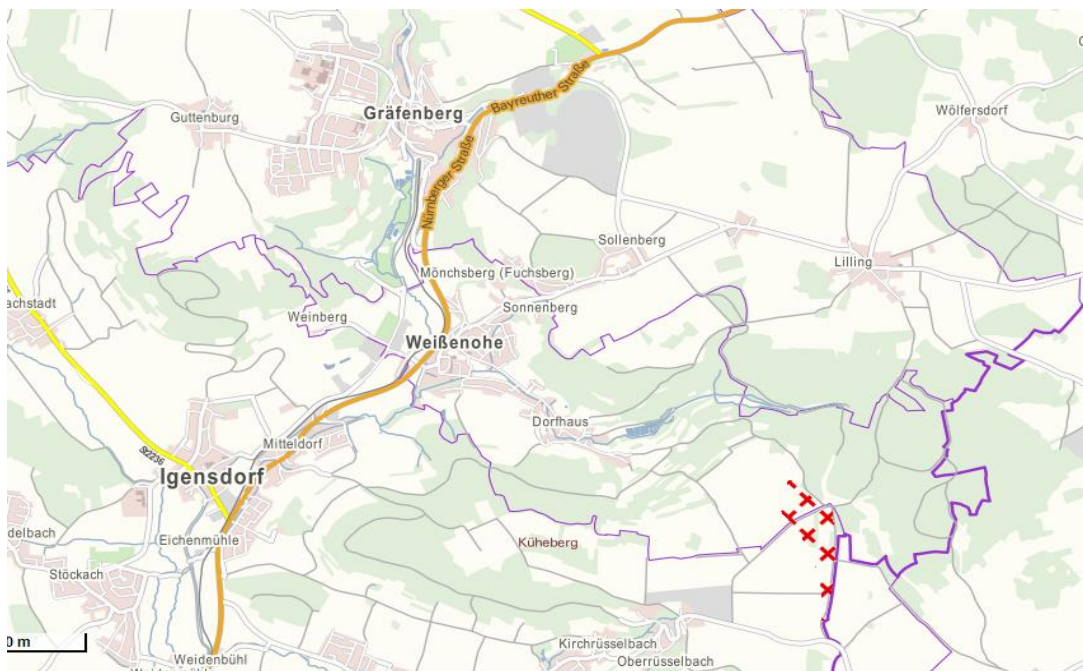 Guttenburg
Gräfenberg
Bayreuther Straße
Wölfersdorf
Nürnberger Straße
Sollenberg
Lilling
Mönchsberg (Fuchsberg)
achstadt
Sonnenberg
Weinberg
Weißenohe
Dorfhaus
Mitteldorf
St2236
Igensdorf
Eichenmühle
delbach
Küheberg
Stöckach
0 m
Kirchrüsselbach
Weidenbühl
Oberrüsselbach